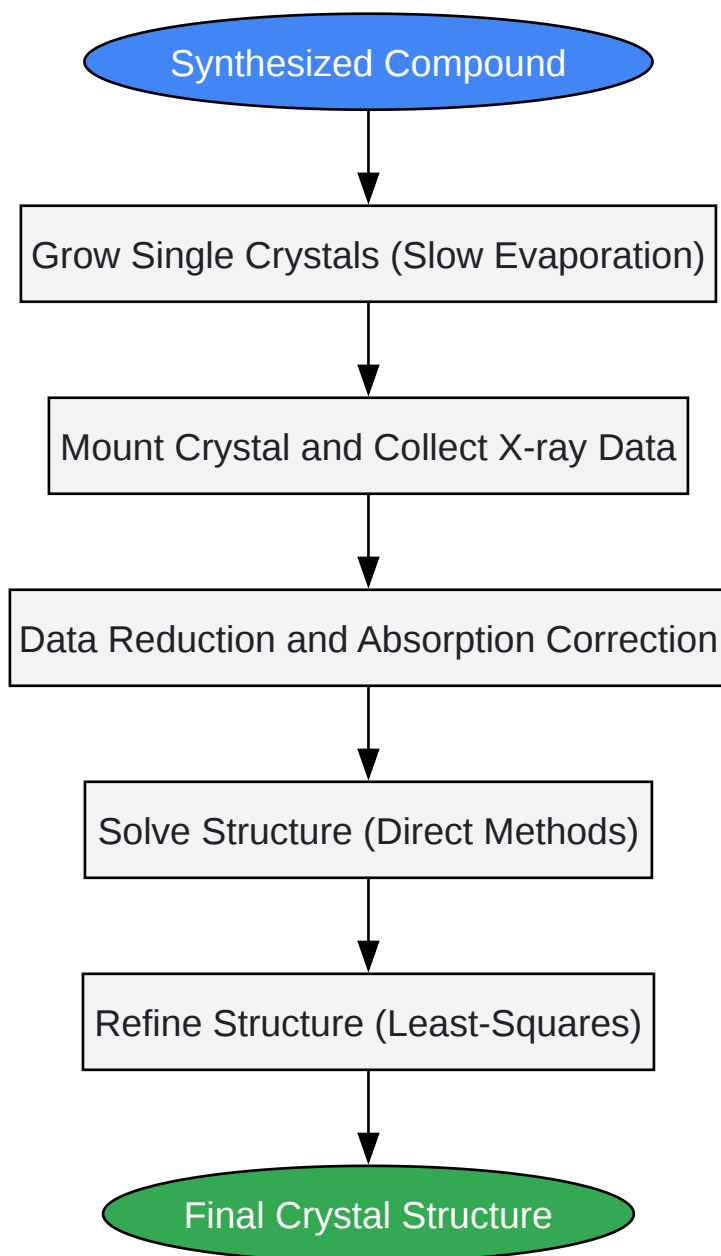 Synthesized Compound
Grow Single Crystals (Slow Evaporation)
Mount Crystal and Collect X-ray Data
Data Reduction and Absorption Correction
Solve Structure (Direct Methods)
Refine Structure (Least-Squares)
Final Crystal Structure